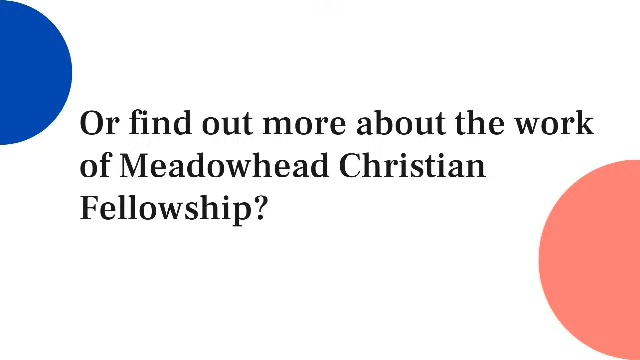 Or find out more about the work
of Meadowhead Christian
Fellowship?